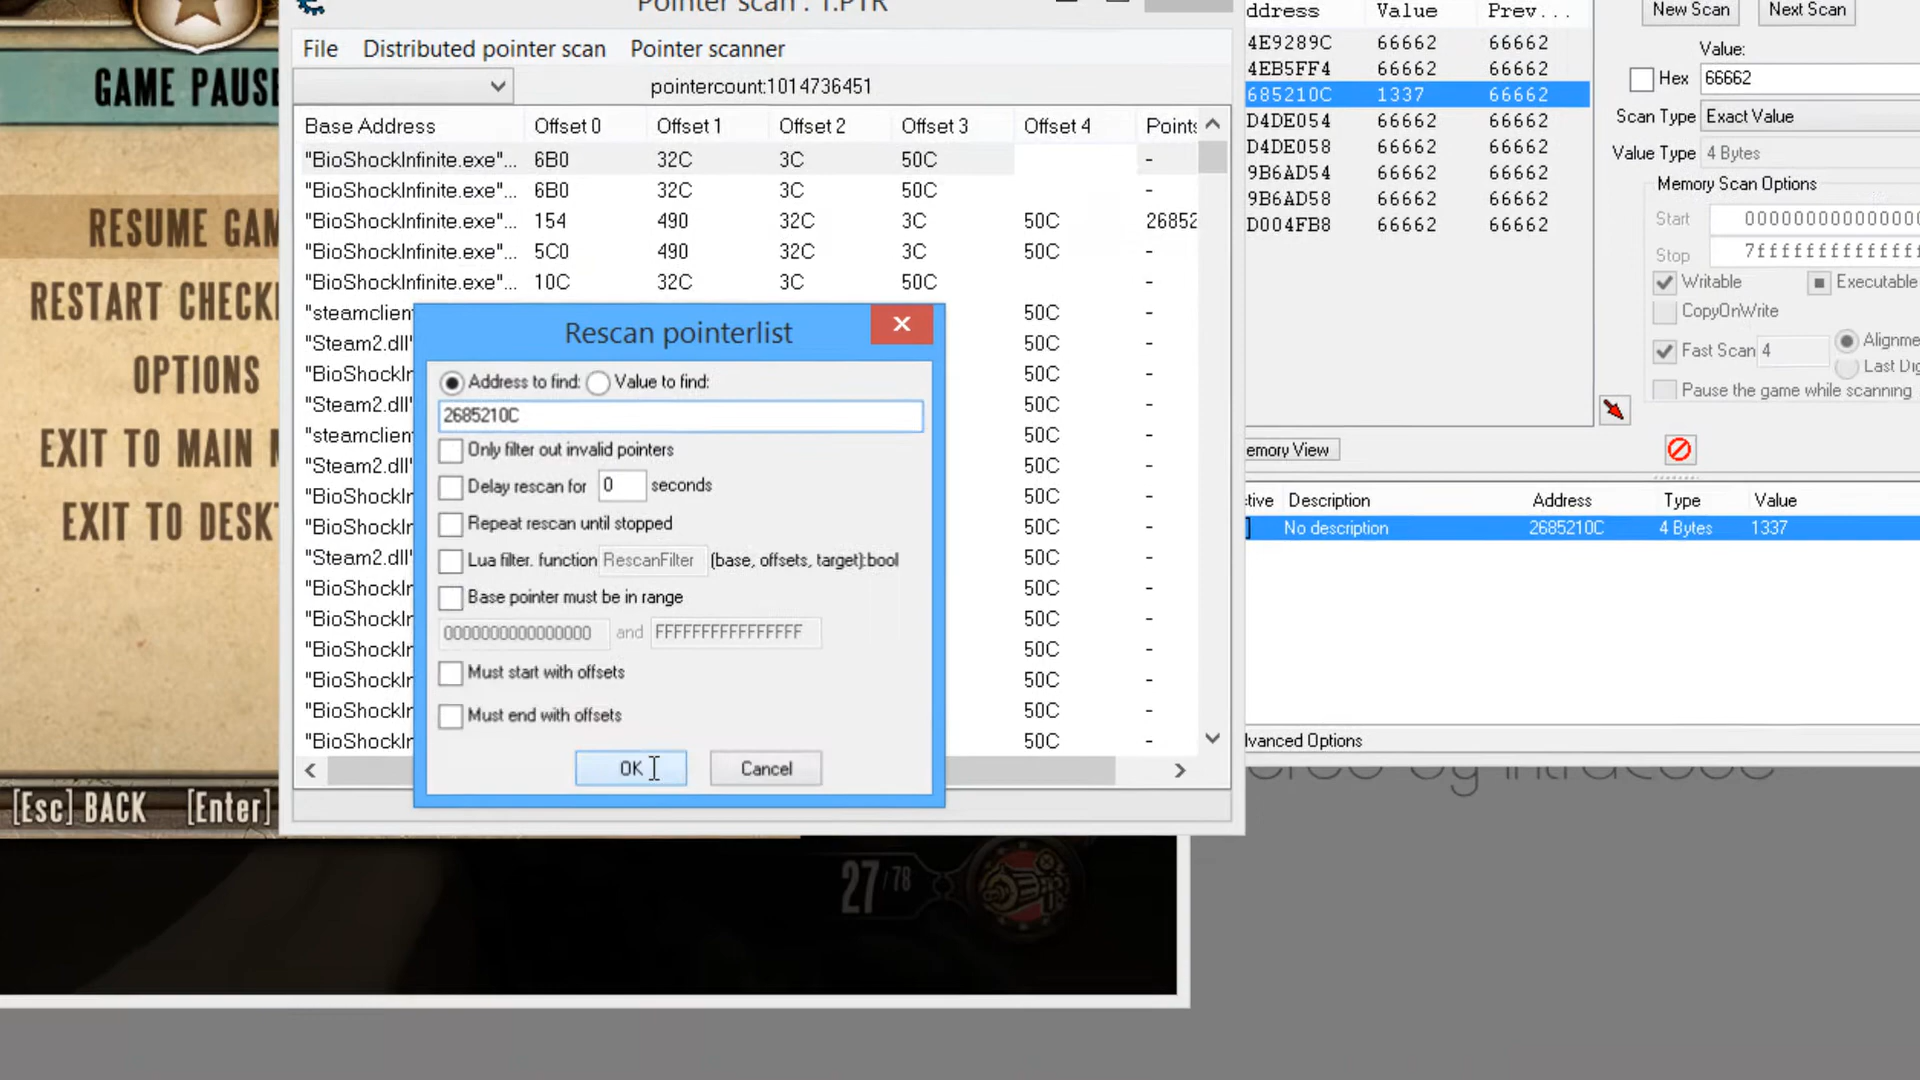 GAME PAUSE
RESUME GAM
RESTART CHECK
OPTIONS
EXIT TO MAIN
EXIT TO DESK
[Esc] BACK [Enter]
27/78
Pointer scan : 1.PTR
File Distributed pointer scan Pointer scanner
pointercount:1014736451
Base Address Offset 0 Offset 1 Offset 2 Offset 3 Offset 4 Points
"BioShockInfinite.exe"... 6B0 32C 3C 50C -
"BioShockInfinite.exe"... 6B0 32C 3C 50C -
"BioShockInfinite.exe"... 154 490 32C 3C 50C 26852
"BioShockInfinite.exe"... 5C0 490 32C 3C 50C -
"BioShockInfinite.exe"... 10C 32C 3C 50C -
"steamclien 50C -
"Steam2.dll" 50C -
"BioShockIn 50C -
"Steam2.dll" 50C -
"steamclien 50C -
"Steam2.dll" 50C -
"BioShockIn 50C -
"BioShockIn 50C -
"Steam2.dll" 50C -
"BioShockIn 50C -
"BioShockIn 50C -
"BioShockIn 50C -
"BioShockIn 50C -
"BioShockIn 50C -
"BioShockIn 50C -
Rescan pointerlist
Address to find: Value to find:
2685210C
Only filter out invalid pointers
Delay rescan for 0 seconds
Repeat rescan until stopped
Lua filter. function RescanFilter (base, offsets, target):bool
Base pointer must be in range
0000000000000000 and FFFFFFFFFFFFFFFF
Must start with offsets
Must end with offsets
OK Cancel
ddress Value Prev...
4E9289C 66662 66662
4EB5FF4 66662 66662
685210C 1337 66662
D4DE054 66662 66662
D4DE058 66662 66662
9B6AD54 66662 66662
9B6AD58 66662 66662
D004FB8 66662 66662
New Scan Next Scan
Value:
Hex 66662
Scan Type Exact Value
Value Type 4 Bytes
Memory Scan Options
Start 0000000000000
Stop 7fffffffffffff
Writable Executable
CopyOnWrite
Fast Scan 4 Alignme
Last Dig
Pause the game while scanning
emory View
ctive Description Address Type Value
No description 2685210C 4 Bytes 1337
dvanced Options